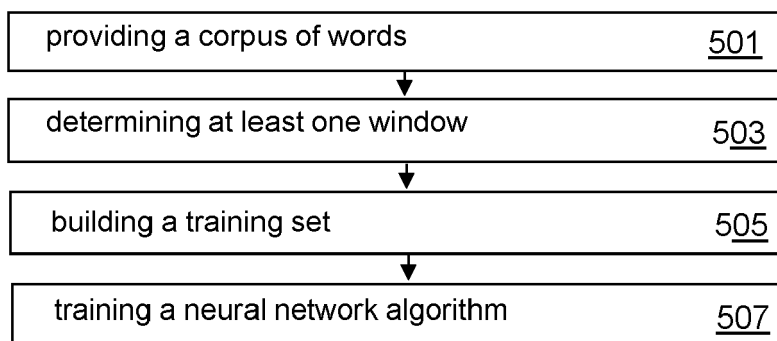 providing a corpus of words 501
determining at least one window 503
building a training set 505
training a neural network algorithm 507